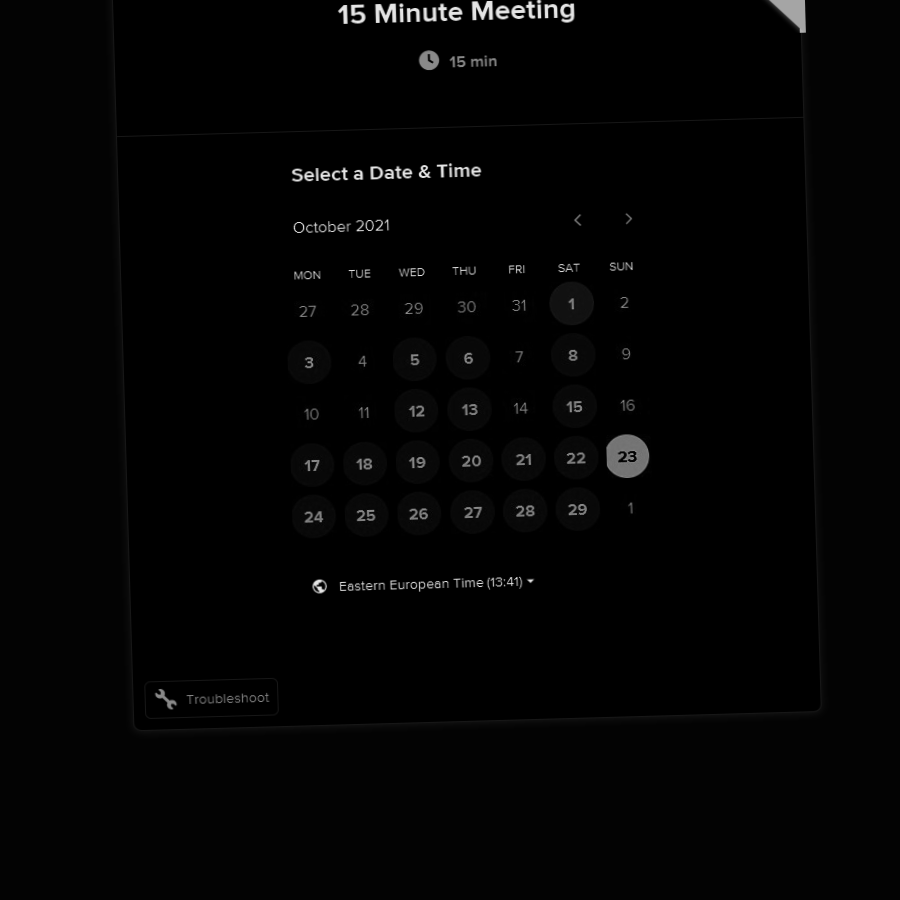 15 Minute Meeting
15 min
Select a Date & Time
October 2021
MON TUE WED THU FRI SAT SUN
27 28 29 30 31 1 2
3 4 5 6 7 8 9
10 11 12 13 14 15 16
17 18 19 20 21 22 23
24 25 26 27 28 29 1
Eastern European Time (13:41)
Troubleshoot